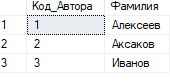 Код_Автора Фамилия
1 1 Алексеев
2 2 Аксаков
3 3 Иванов